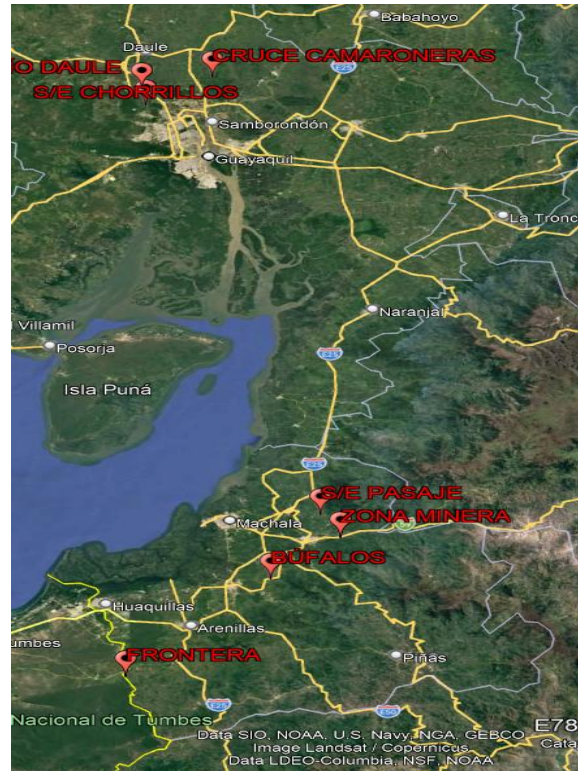 Babahoyo
Daule
CRUCE CAMARONERAS
O DAULE
E25
S/E CHORRILLOS
Samborondón
Guayaquil
La Tronc
Naranjal
Villamil
Posorja
E25
Isla Puná
E25
S/E PASAJE
Machala
ZONA MINERA
BÚFALOS
Huaquillas
Arenillas
umbes
FRONTERA
Piñas
E25
E50
Nacional de Tumbes
E78
Data SIO, NOAA, U.S. Navy, NGA, GEBCO
Cata
Image Landsat / Copernicus
Data LDEO-Columbia, NSF, NOAA